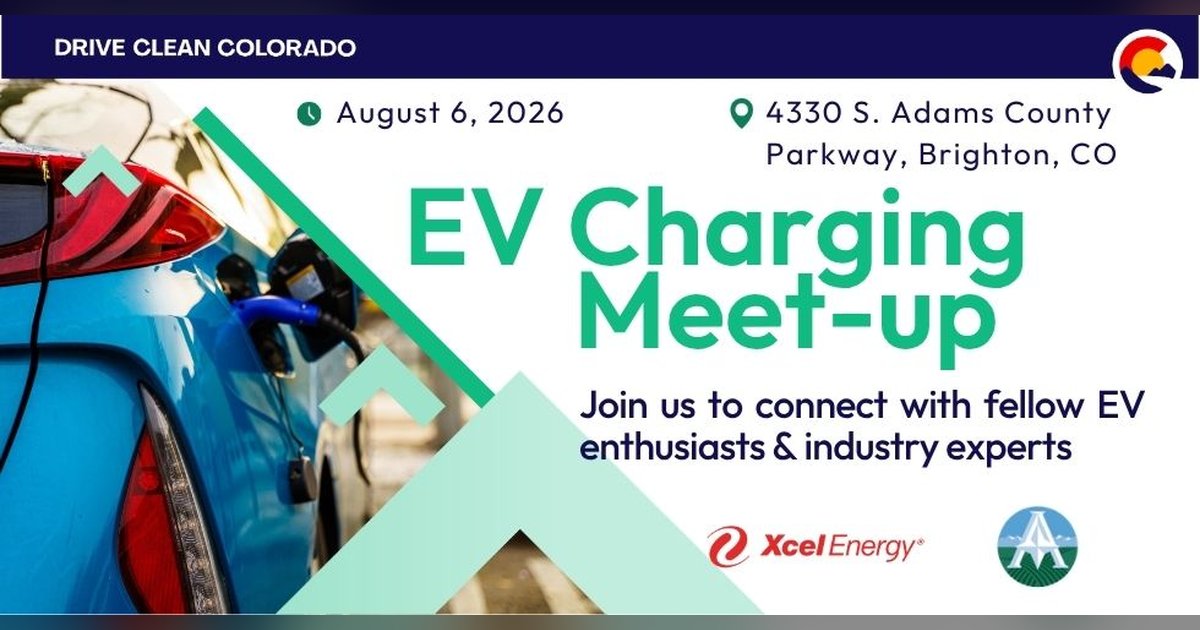 DRIVE CLEAN COLORADO
August 6, 2026
4330 S. Adams County
Parkway, Brighton, CO
EV Charging
Meet-up
Join us to connect with fellow EV
enthusiasts & industry experts
Xcel Energy®